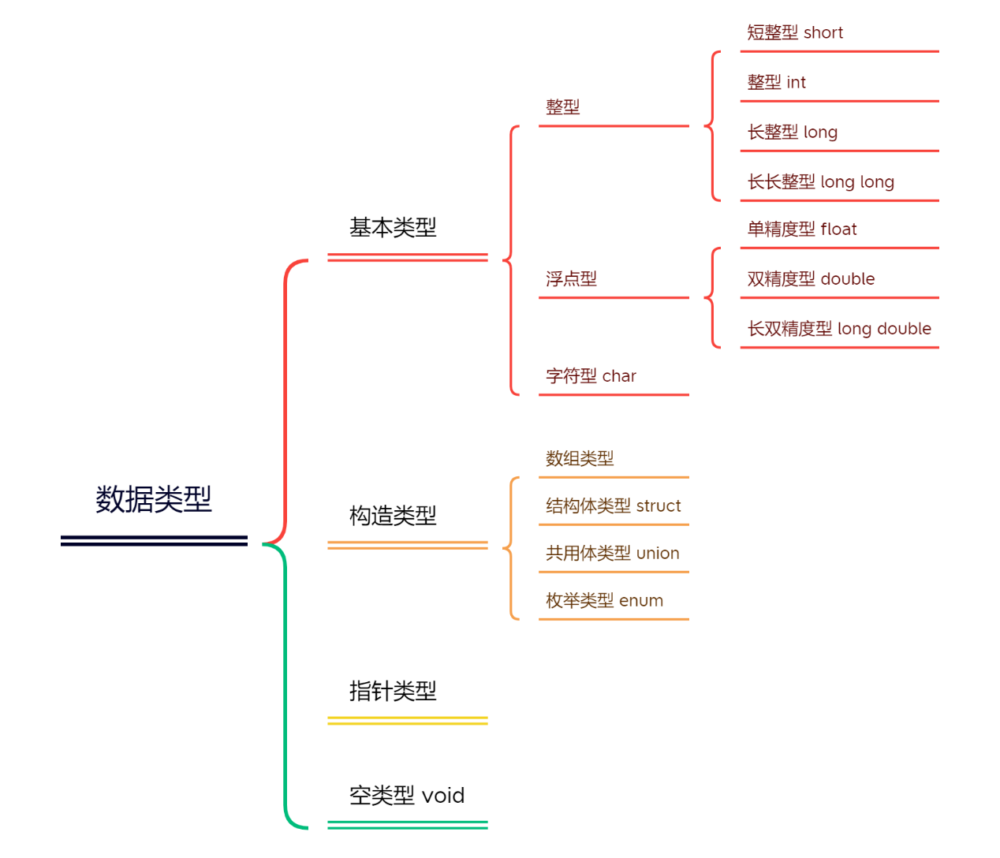 数据类型
基本类型
整型
短整型 short
整型 int
长整型 long
长长整型 long long
浮点型
单精度型 float
双精度型 double
长双精度型 long double
字符型 char
构造类型
数组类型
结构体类型 struct
共用体类型 union
枚举类型 enum
指针类型
空类型 void